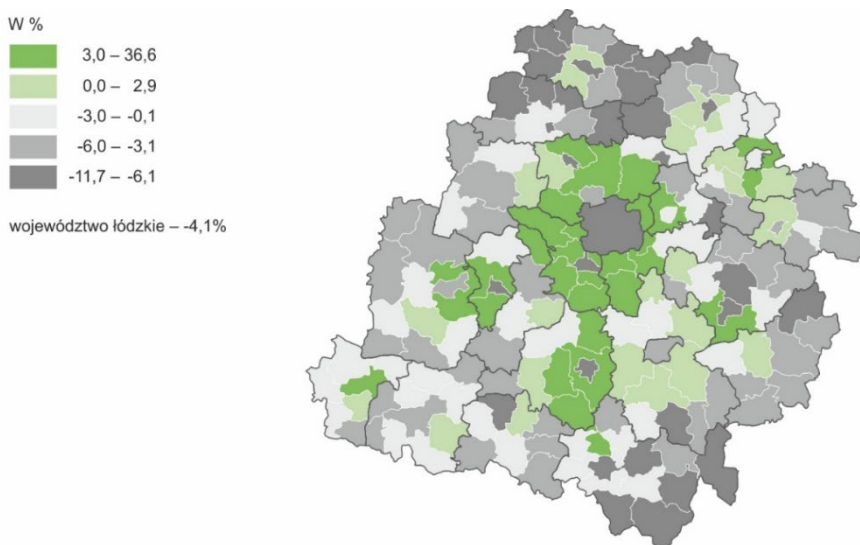 W %
3,0 – 36,6
0,0 – 2,9
-3,0 – -0,1
-6,0 – -3,1
-11,7 – -6,1
województwo łódzkie – -4,1%